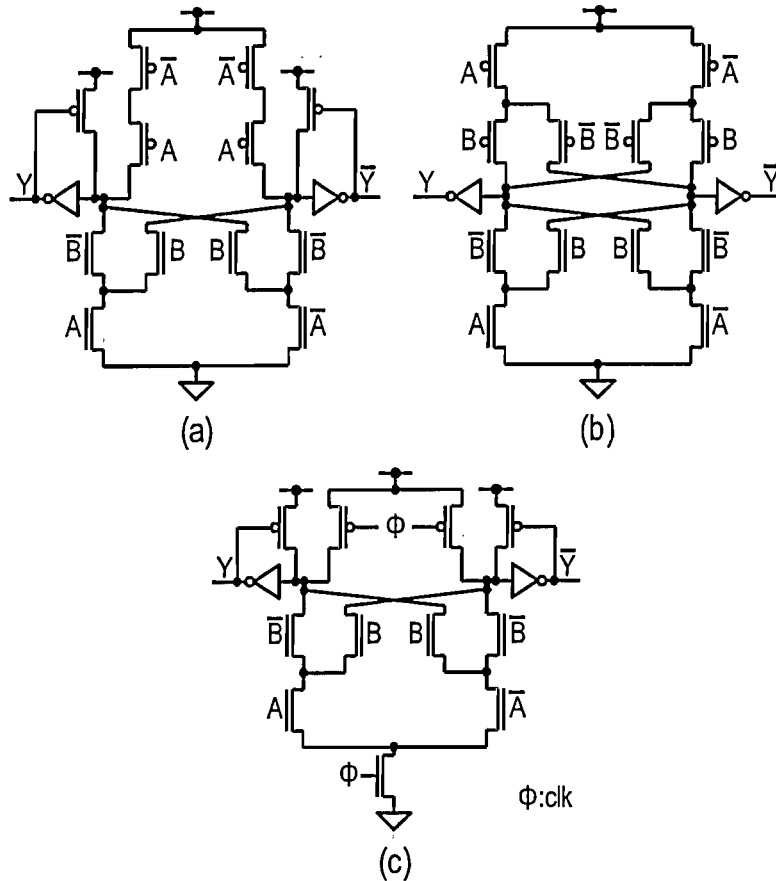 A̅ A̅
A A
Y Y̅
B̅ B B B̅
A A̅
(a)
A A̅
B B̅ B̅ B
Y Y̅
B̅ B B B̅
A A̅
(b)
Φ
Y Y̅
B̅ B B B̅
A A̅
Φ
Φ:clk
(c)